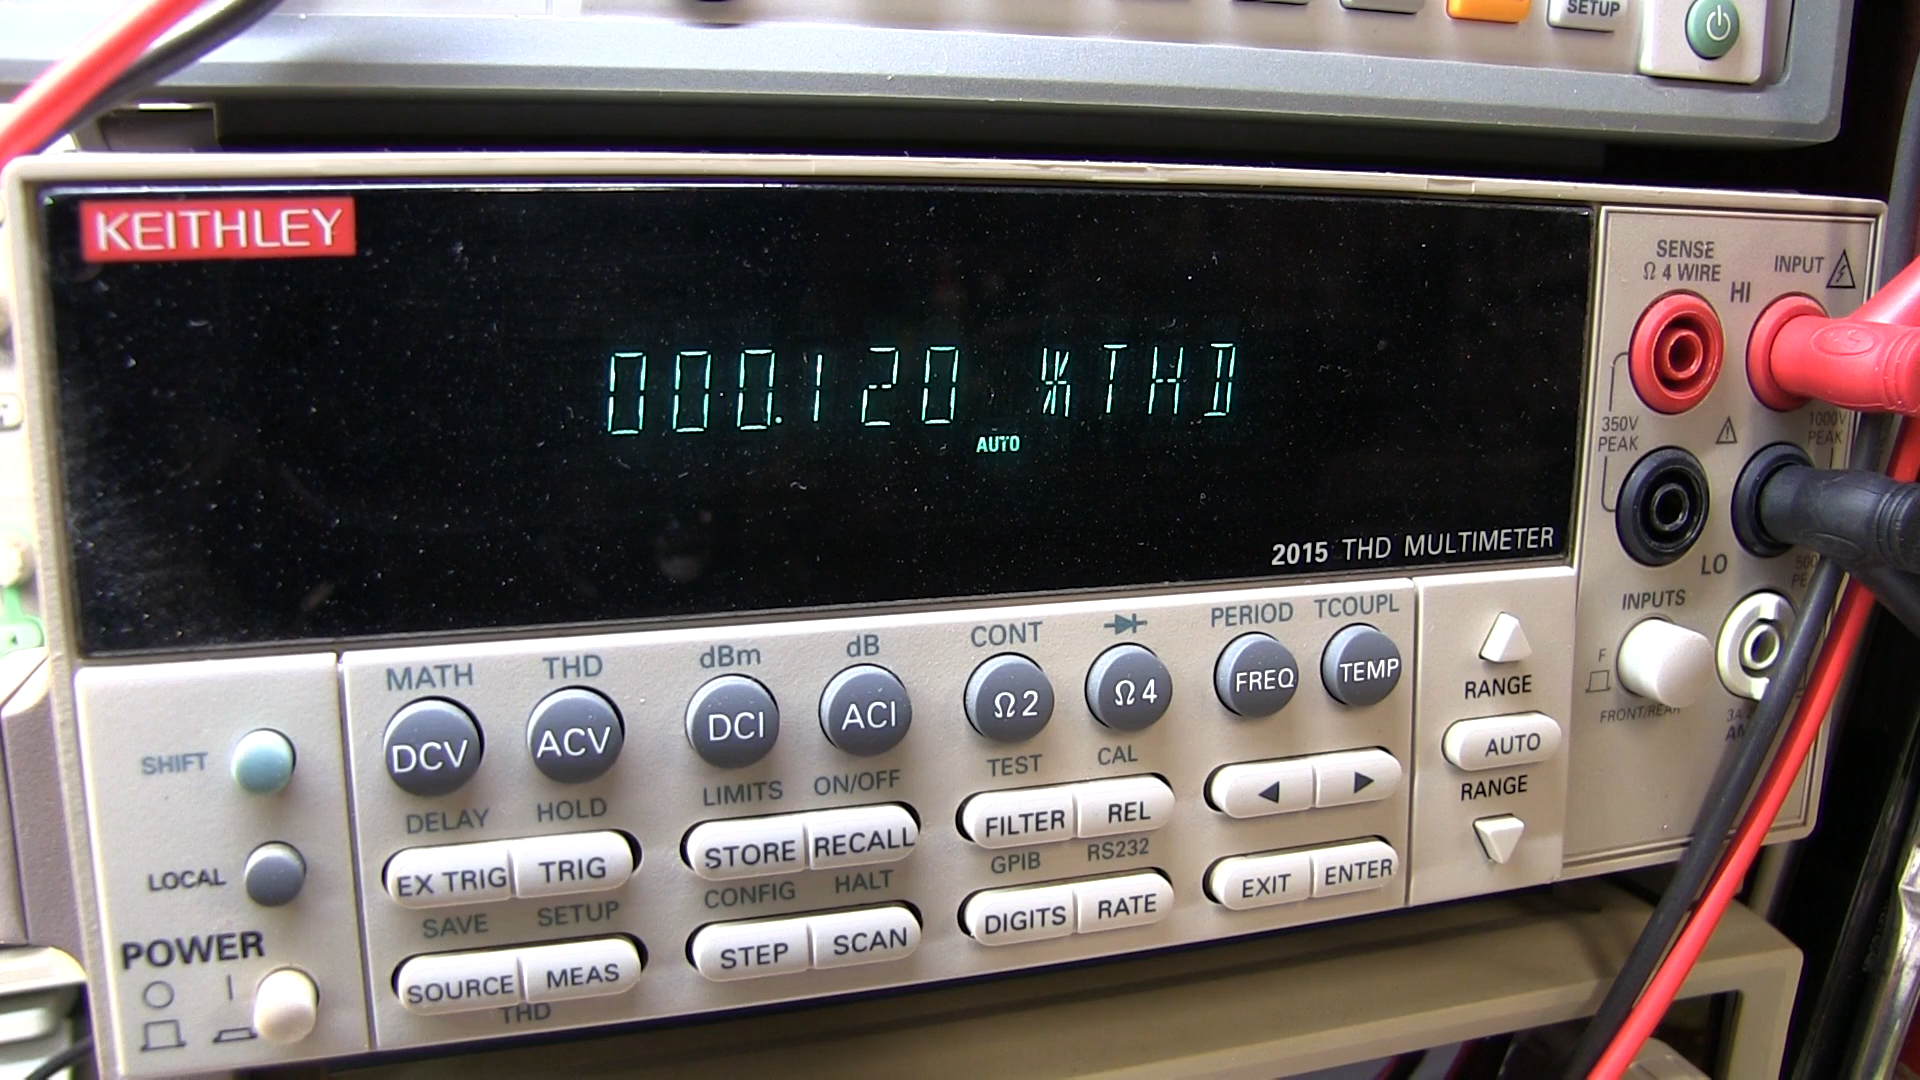 SETUP
KEITHLEY
000.120 %THD
AUTO
2015 THD MULTIMETER
SENSE
Ω 4 WIRE
INPUT
HI
350V
PEAK
1000V
PEAK
LO
INPUTS
F
FRONT/REAR
MATH THD dBm dB CONT PERIOD TCOUPL
DCV ACV DCI ACI Ω2 Ω4 FREQ TEMP
SHIFT
DELAY HOLD LIMITS ON/OFF TEST CAL
EX TRIG TRIG STORE RECALL FILTER REL
LOCAL
SAVE SETUP CONFIG HALT GPIB RS232
SOURCE MEAS STEP SCAN DIGITS RATE EXIT ENTER
THD
POWER
RANGE
AUTO
RANGE